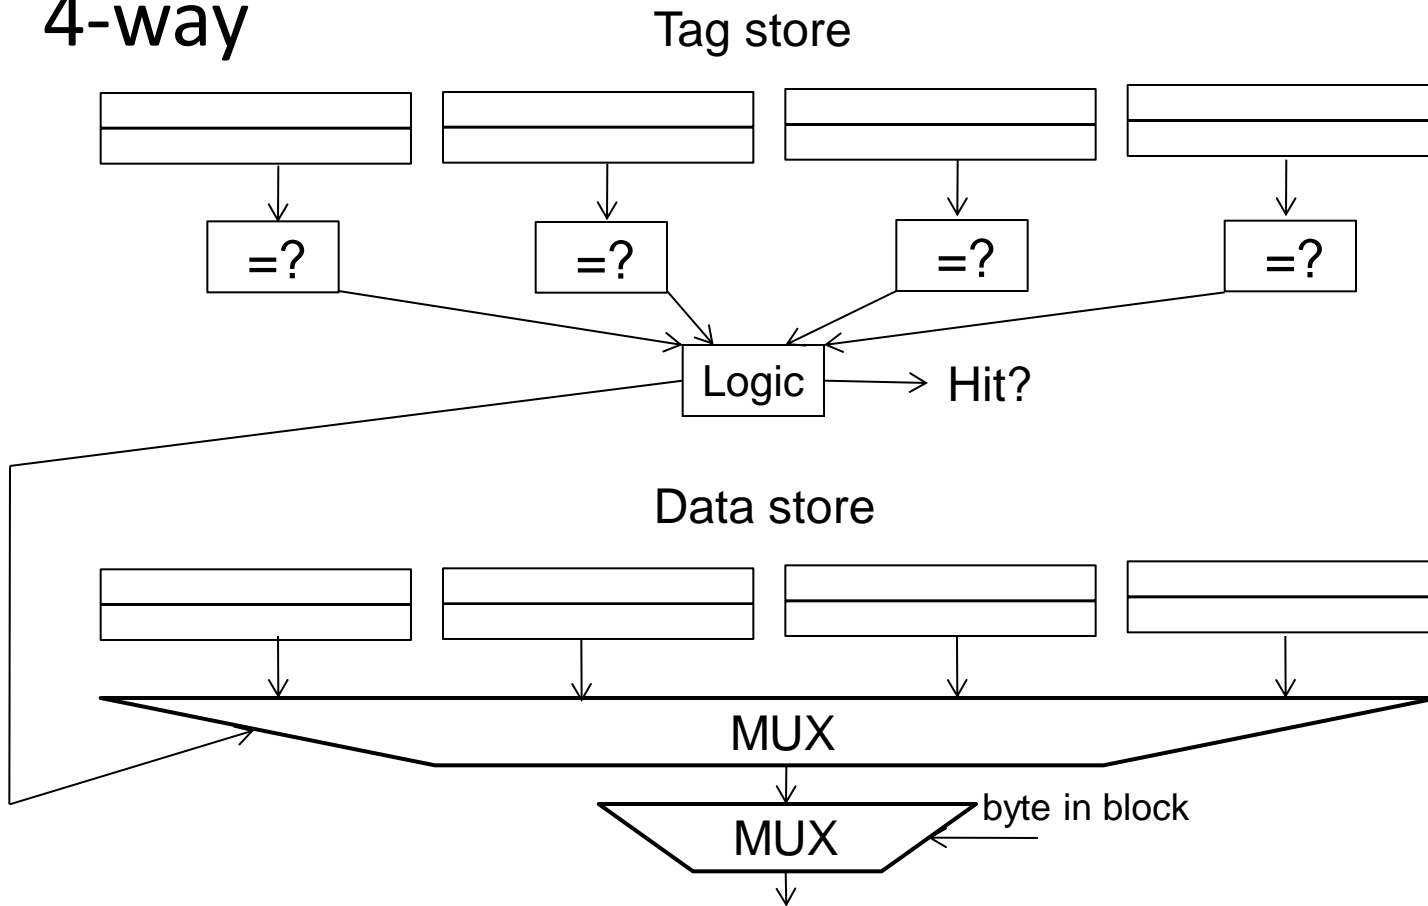 4-way
Tag store
=?
=?
=?
=?
Logic
Hit?
Data store
MUX
byte in block
MUX